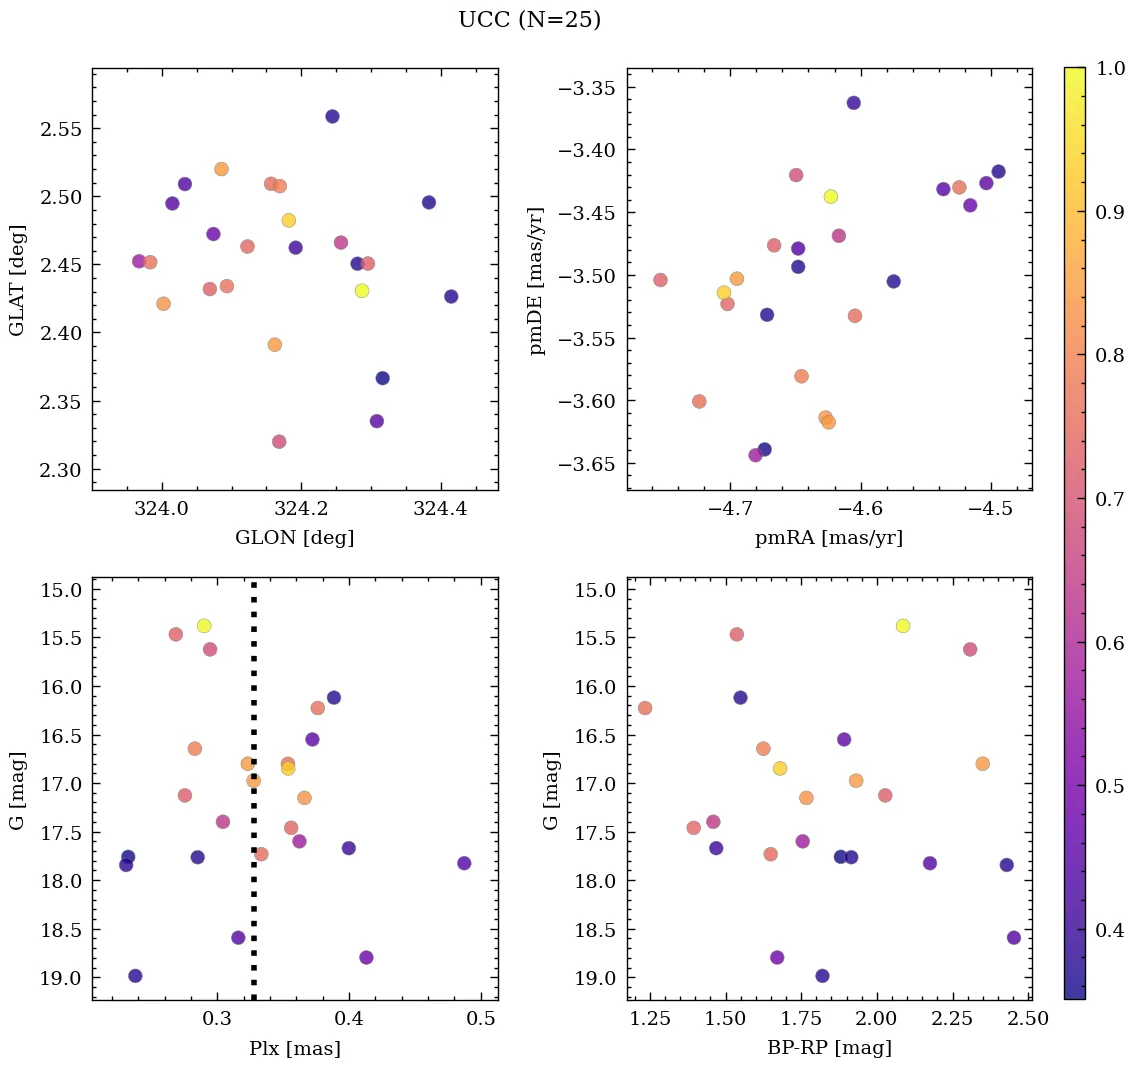 UCC (N=25)
2.55
2.50
2.45
2.40
2.35
2.30
GLAT [deg]
324.0 324.2 324.4
GLON [deg]
−3.35
−3.40
−3.45
−3.50
−3.55
−3.60
−3.65
pmDE [mas/yr]
−4.7 −4.6 −4.5
pmRA [mas/yr]
15.0
15.5
16.0
16.5
17.0
17.5
18.0
18.5
19.0
G [mag]
0.3 0.4 0.5
Plx [mas]
15.0
15.5
16.0
16.5
17.0
17.5
18.0
18.5
19.0
G [mag]
1.25 1.50 1.75 2.00 2.25 2.50
BP-RP [mag]
1.0
0.9
0.8
0.7
0.6
0.5
0.4